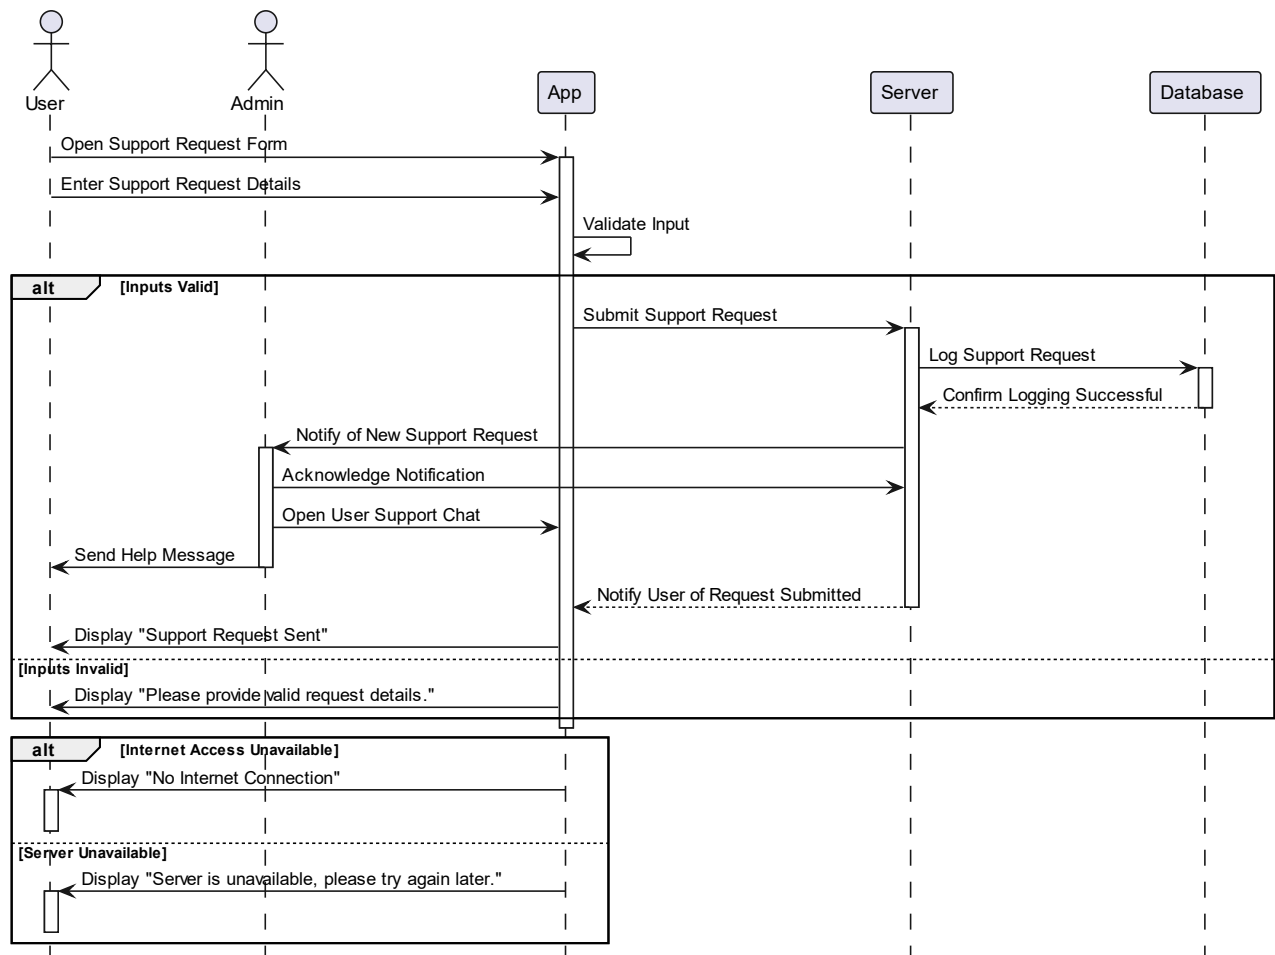 User
Admin
App
Server
Database
Open Support Request Form
Enter Support Request Details
Validate Input
alt [Inputs Valid]
Submit Support Request
Log Support Request
Confirm Logging Successful
Notify of New Support Request
Acknowledge Notification
Open User Support Chat
Send Help Message
Notify User of Request Submitted
Display "Support Request Sent"
[Inputs Invalid]
Display "Please provide valid request details."
alt [Internet Access Unavailable]
Display "No Internet Connection"
[Server Unavailable]
Display "Server is unavailable, please try again later."